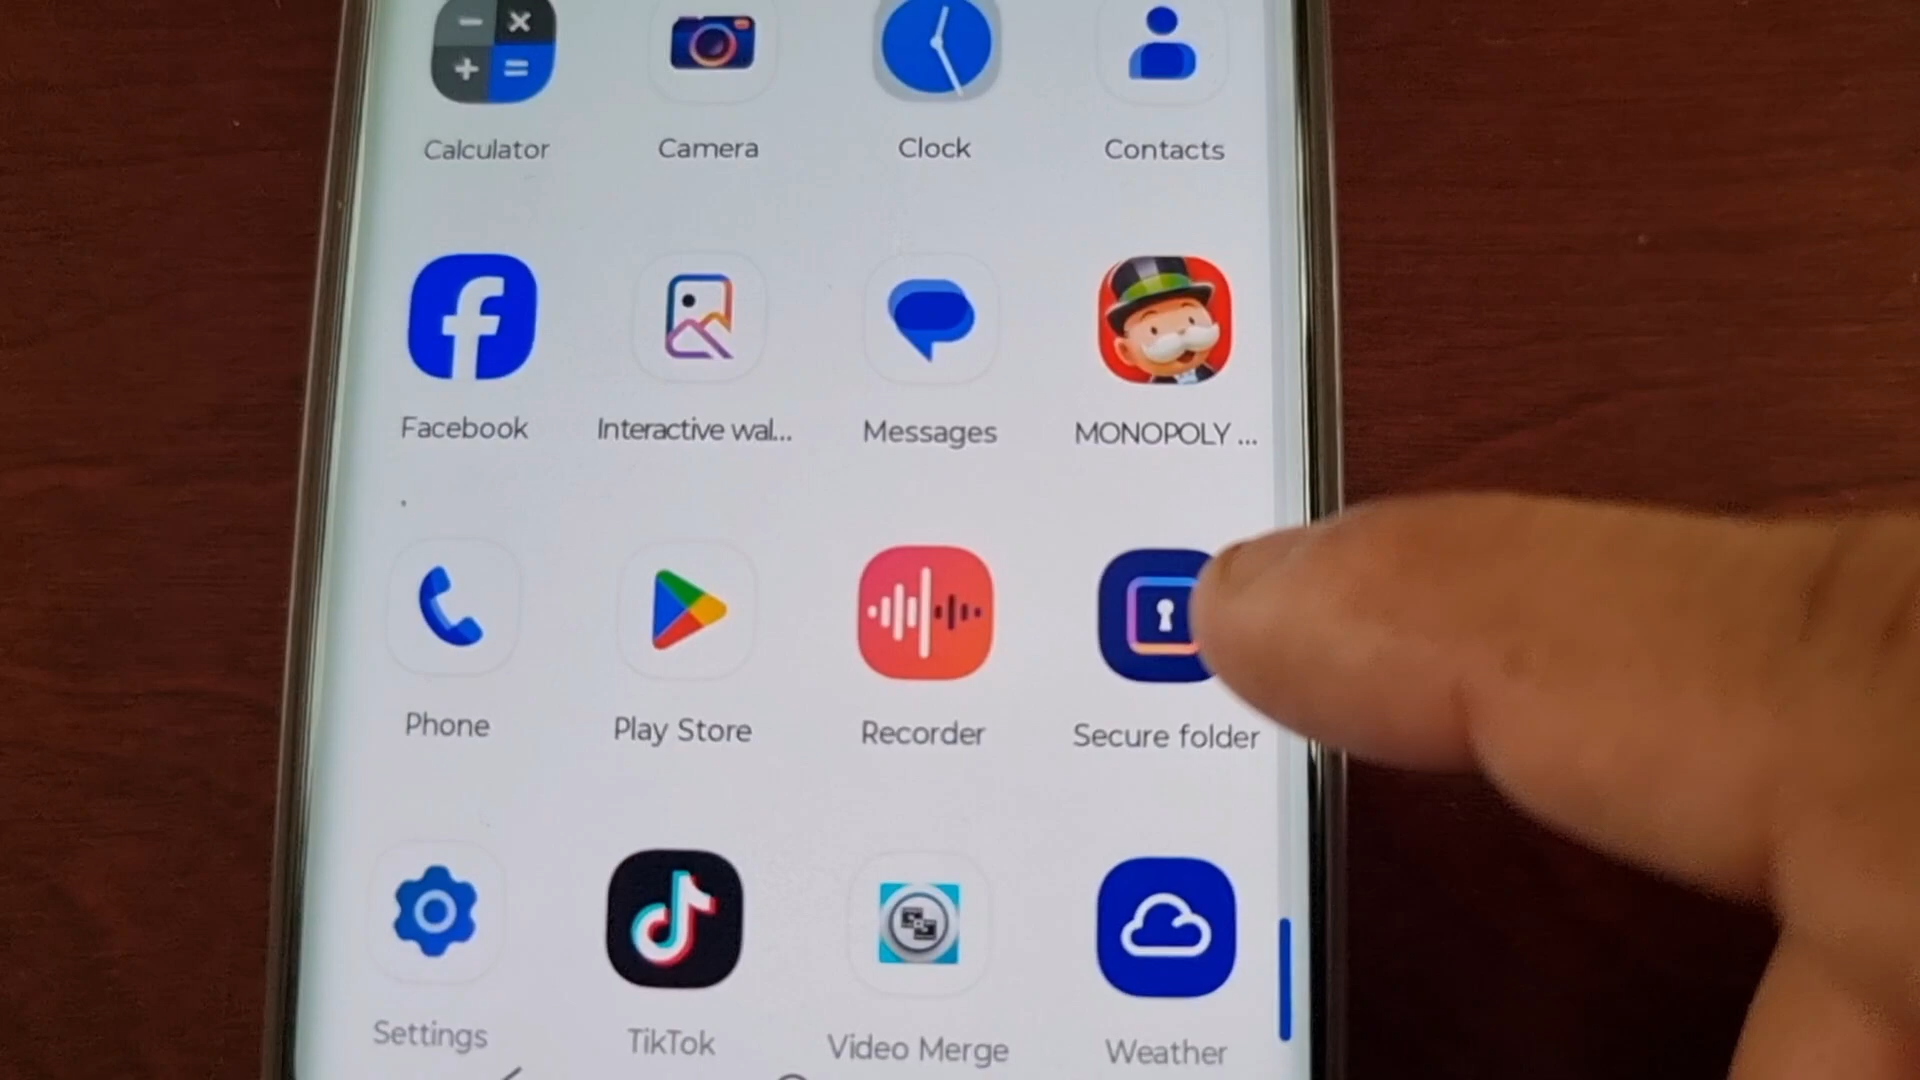 Calculator Camera Clock Contacts
Facebook Interactive wal... Messages MONOPOLY ...
Phone Play Store Recorder Secure folder
Settings TikTok Video Merge Weather